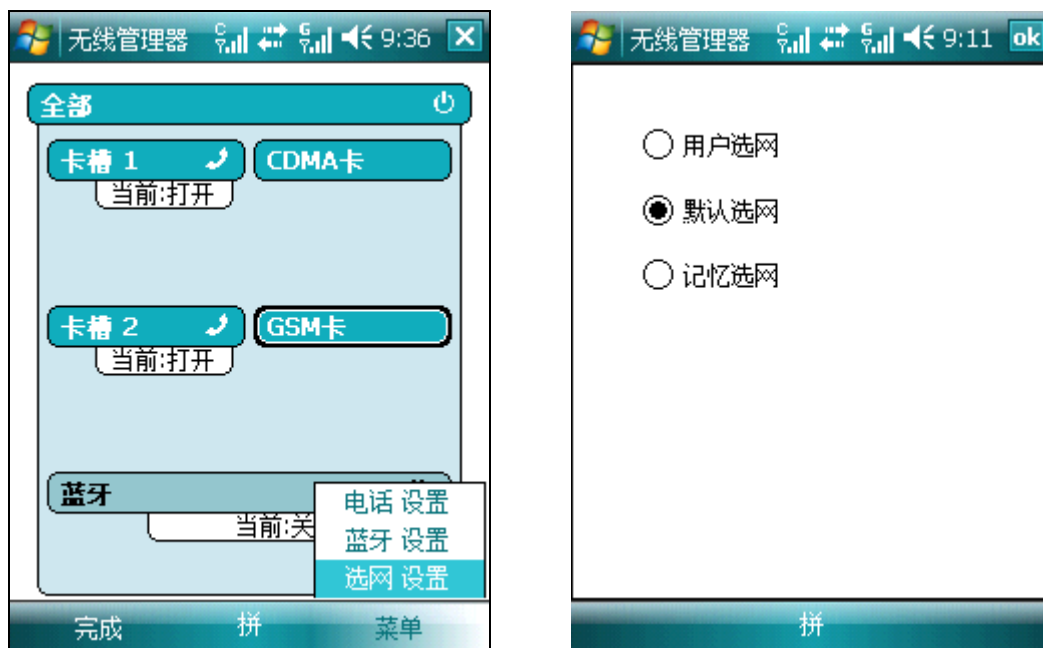 无线管理器 9:36
全部
卡槽 1 CDMA卡
当前:打开
卡槽 2 GSM卡
当前:打开
蓝牙
当前:关
电话 设置
蓝牙 设置
选网 设置
完成 拼 菜单
无线管理器 9:11 ok
用户选网
默认选网
记忆选网
拼